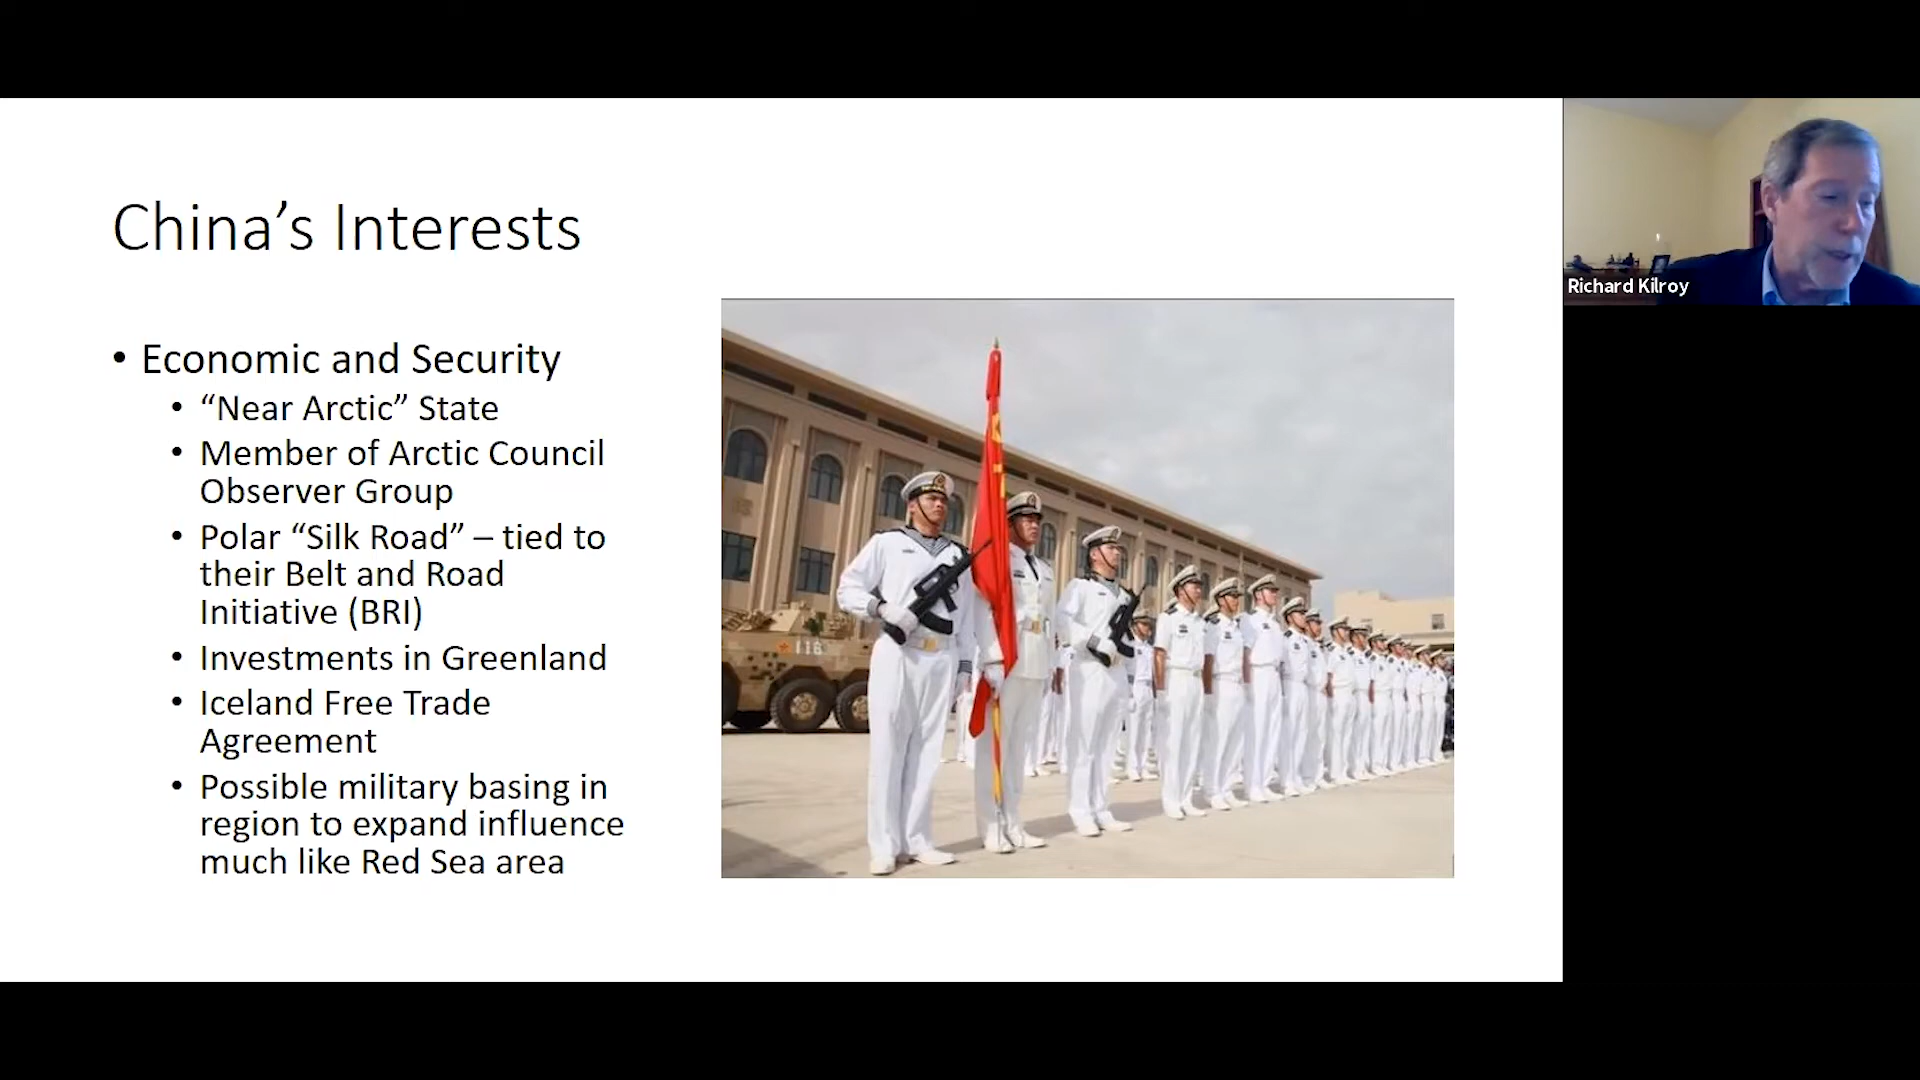 China’s Interests
• Economic and Security
• “Near Arctic” State
• Member of Arctic Council
Observer Group
• Polar “Silk Road” – tied to
their Belt and Road
Initiative (BRI)
• Investments in Greenland
• Iceland Free Trade
Agreement
• Possible military basing in
region to expand influence
much like Red Sea area
116
Richard Kilroy